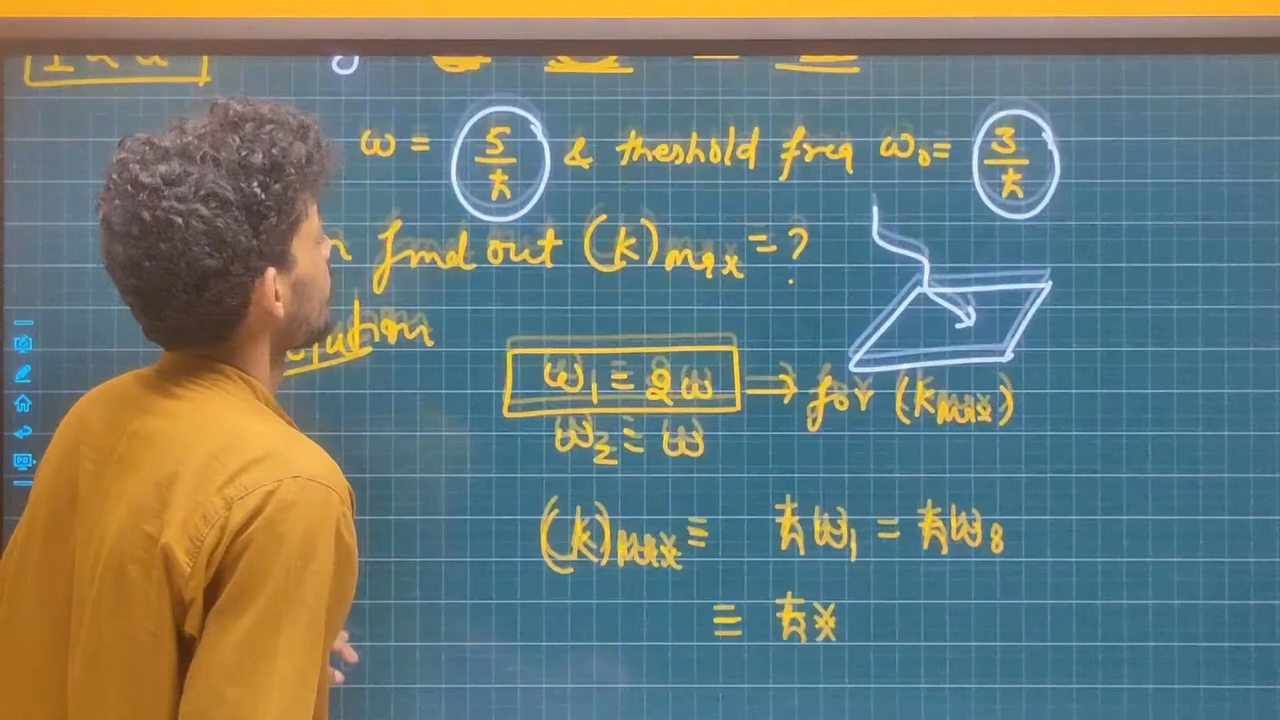 ω = 5/ħ & theshold freq ω₀ = 3/ħ
n find out (K)max = ?
olution
ω₁ = 2ω → for (Kmax)
ω₂ = ω
(K)max = ħω₁ = ħω₀
= ħ×